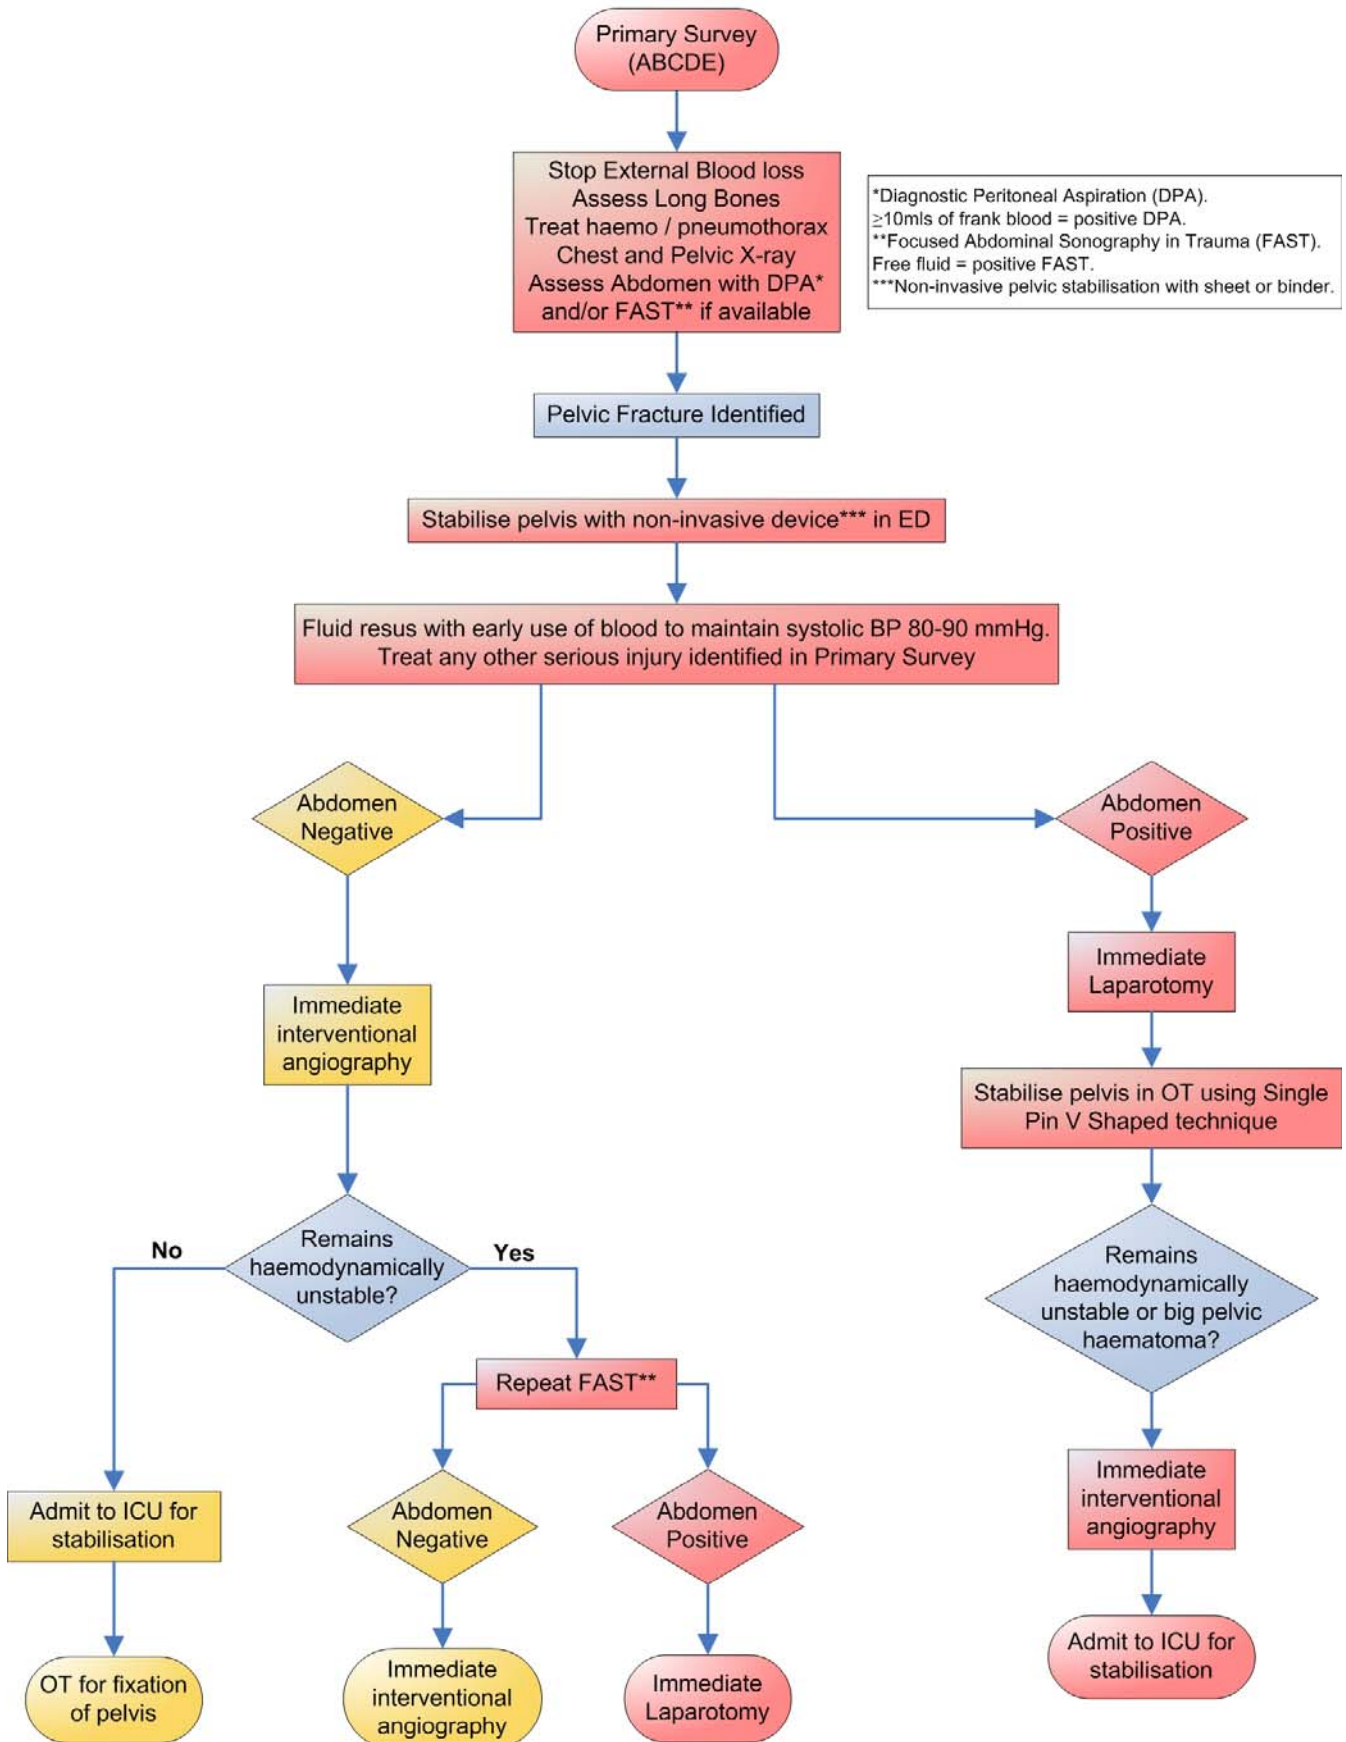 Primary Survey
(ABCDE)
Stop External Blood loss
Assess Long Bones
Treat haemo / pneumothorax
Chest and Pelvic X-ray
Assess Abdomen with DPA*
and/or FAST** if available
*Diagnostic Peritoneal Aspiration (DPA).
≥10mls of frank blood = positive DPA.
**Focused Abdominal Sonography in Trauma (FAST).
Free fluid = positive FAST.
***Non-invasive pelvic stabilisation with sheet or binder.
Pelvic Fracture Identified
Stabilise pelvis with non-invasive device*** in ED
Fluid resus with early use of blood to maintain systolic BP 80-90 mmHg.
Treat any other serious injury identified in Primary Survey
Abdomen
Negative
Immediate
interventional
angiography
Remains
haemodynamically
unstable?
No
Yes
Admit to ICU for
stabilisation
OT for fixation
of pelvis
Repeat FAST**
Abdomen
Negative
Immediate
interventional
angiography
Abdomen
Positive
Immediate
Laparotomy
Abdomen
Positive
Immediate
Laparotomy
Stabilise pelvis in OT using Single
Pin V Shaped technique
Remains
haemodynamically
unstable or big pelvic
haematoma?
Immediate
interventional
angiography
Admit to ICU for
stabilisation